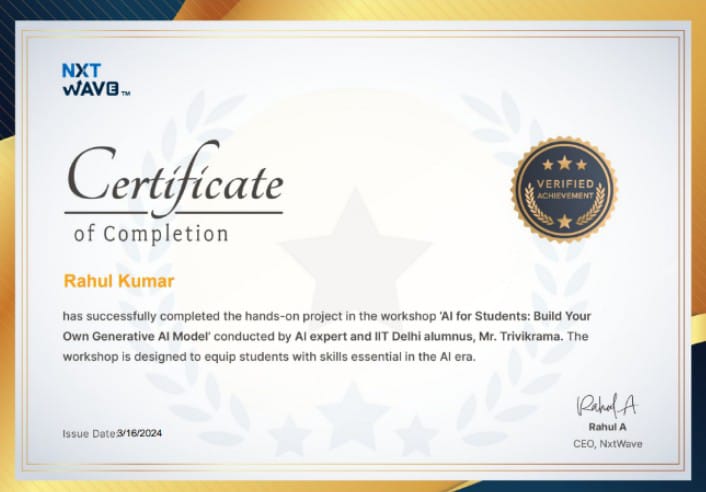 NXT
WAVE™
Certificate
of Completion
VERIFIED
ACHIEVEMENT
Rahul Kumar
has successfully completed the hands-on project in the workshop 'AI for Students: Build Your
Own Generative AI Model' conducted by AI expert and IIT Delhi alumnus, Mr. Trivikrama. The
workshop is designed to equip students with skills essential in the AI era.
Rahul A
Rahul A
CEO, NxtWave
Issue Date:3/16/2024